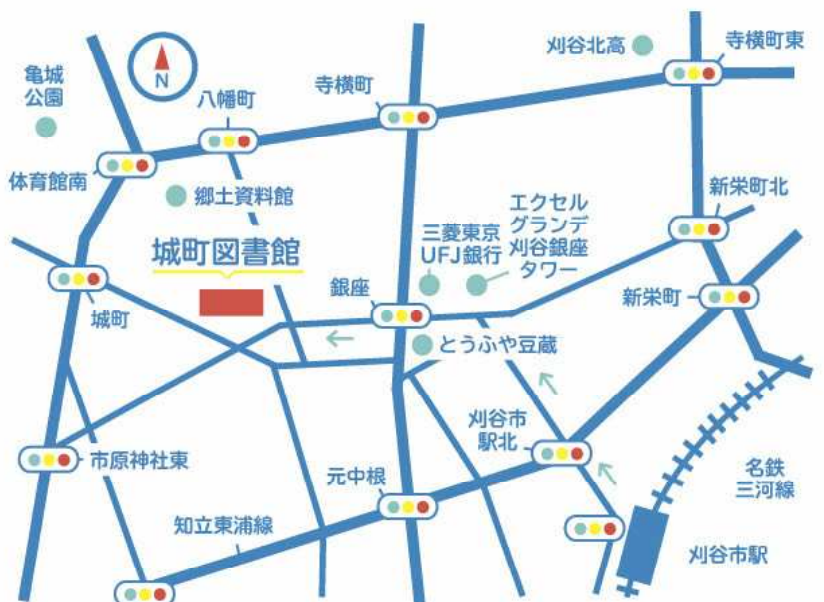 刈谷北高
寺横町東
亀城
公園
N
八幡町
寺横町
体育館南
郷土資料館
新栄町北
エクセル
グランデ
刈谷銀座
タワー
三菱東京
UFJ銀行
城町図書館
銀座
新栄町
城町
とうふや豆蔵
刈谷市
駅北
市原神社東
元中根
名鉄
三河線
知立東浦線
刈谷市駅